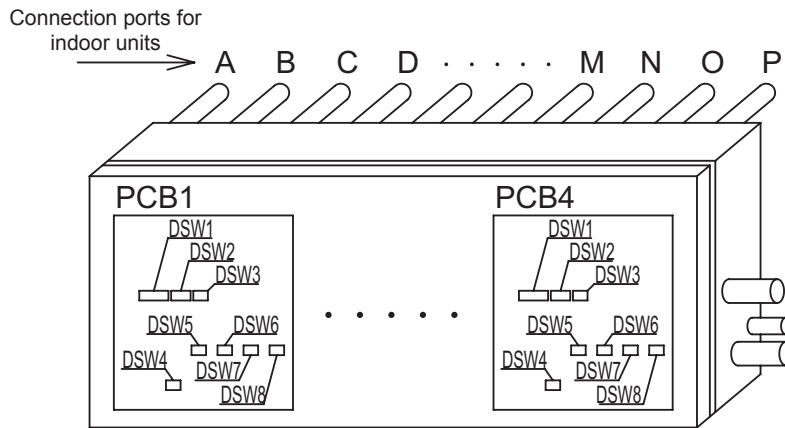 Connection ports for
indoor units
A B C D · · · · · M N O P
PCB1
DSW1
DSW2
DSW3
DSW5
DSW6
DSW4
DSW7
DSW8
· · · · ·
PCB4
DSW1
DSW2
DSW3
DSW5
DSW6
DSW4
DSW7
DSW8